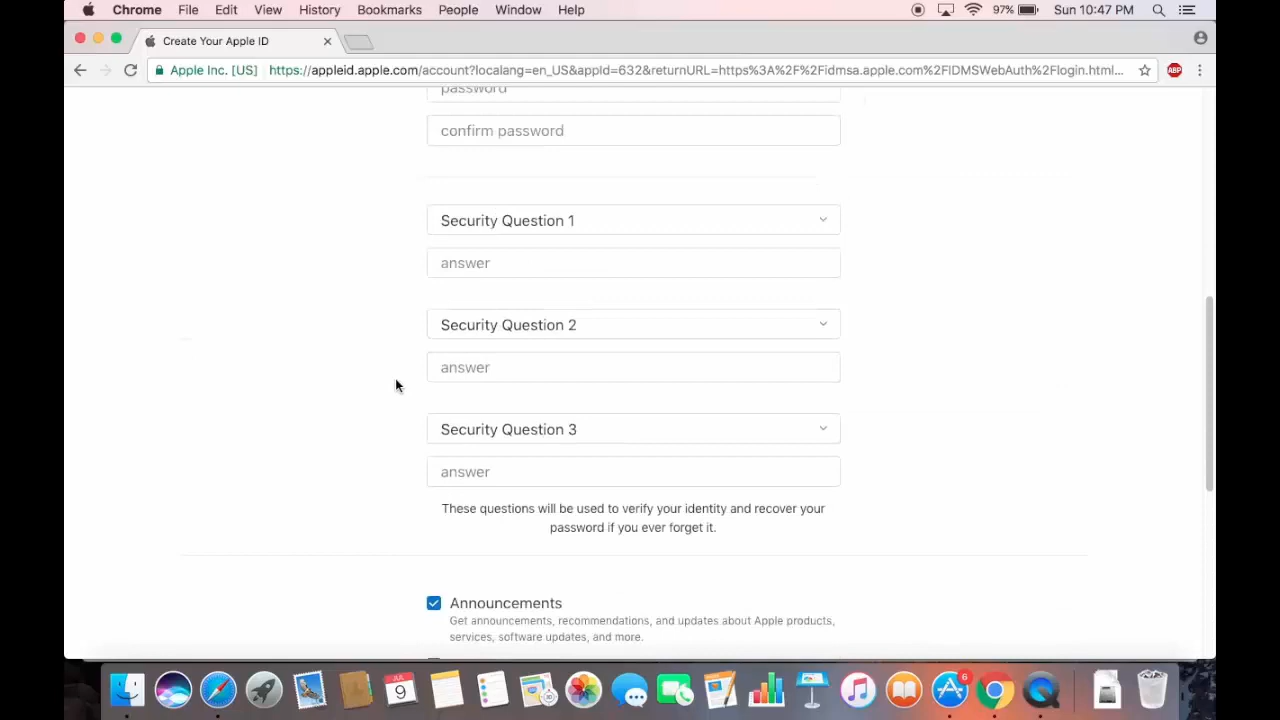 Chrome File Edit View History Bookmarks People Window Help 97% Sun 10:47 PM
Create Your Apple ID
Apple Inc. [US] https://appleid.apple.com/account?localang=en_US&appId=632&returnURL=https%3A%2F%2Fidmsa.apple.com%2FIDMSWebAuth%2Flogin.html... ABP
password
confirm password
Security Question 1
answer
Security Question 2
answer
Security Question 3
answer
These questions will be used to verify your identity and recover your
password if you ever forget it.
Announcements
Get announcements, recommendations, and updates about Apple products,
services, software updates, and more.
JUL
9
6